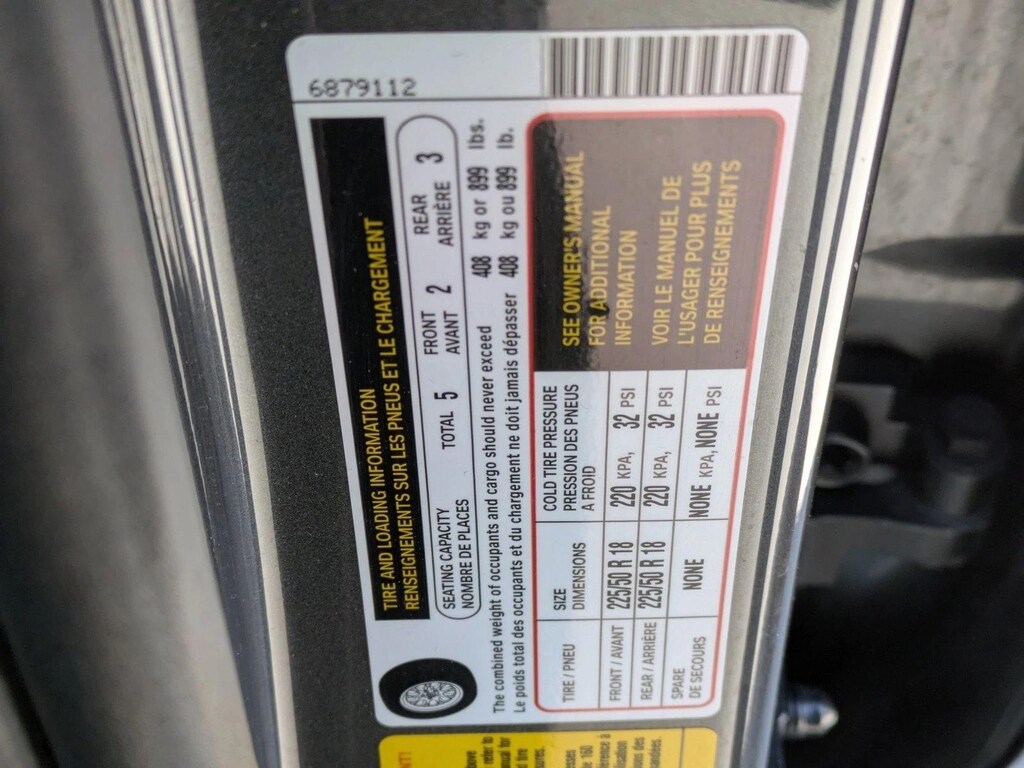 6879112
TIRE AND LOADING INFORMATION
RENSEIGNEMENTS SUR LES PNEUS ET LE CHARGEMENT
SEATING CAPACITY TOTAL 5 FRONT 2 REAR 3
NOMBRE DE PLACES AVANT ARRIÈRE
The combined weight of occupants and cargo should never exceed 408 kg or 899 lbs.
Le poids total des occupants et du chargement ne doit jamais dépasser 408 kg ou 899 lb.
TIRE / PNEU
SIZE
DIMENSIONS
COLD TIRE PRESSURE
PRESSION DES PNEUS
A FROID
FRONT / AVANT 225/50 R 18 220 KPA, 32 PSI
REAR / ARRIÈRE 225/50 R 18 220 KPA, 32 PSI
SPARE
DE SECOURS
NONE NONE KPA, NONE PSI
SEE OWNER'S MANUAL
FOR ADDITIONAL
INFORMATION
VOIR LE MANUEL DE
L'USAGER POUR PLUS
DE RENSEIGNEMENTS
refer to